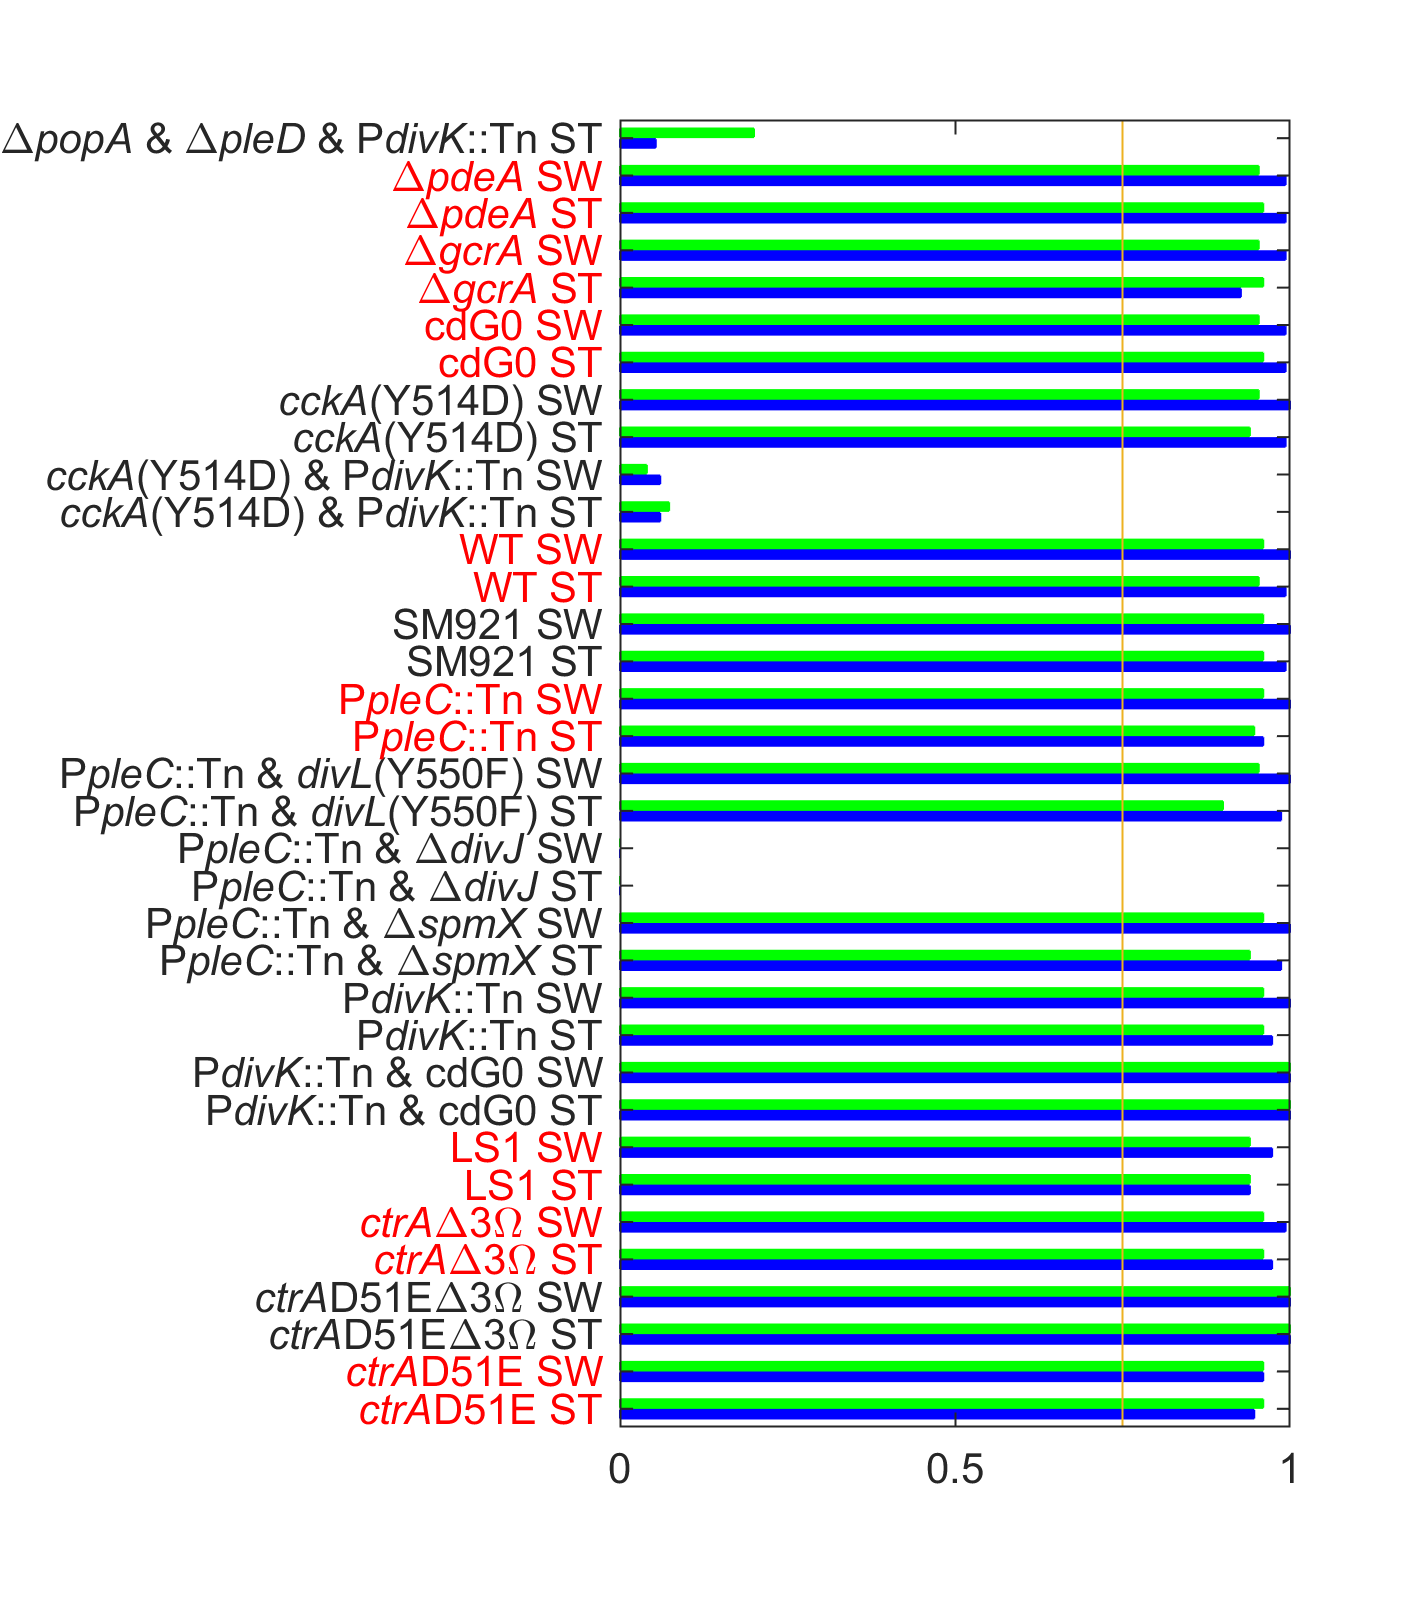 ΔpopA & ΔpleD & PdivK::Tn ST
ΔpdeA SW
ΔpdeA ST
ΔgcrA SW
ΔgcrA ST
cdG0 SW
cdG0 ST
cckA(Y514D) SW
cckA(Y514D) ST
cckA(Y514D) & PdivK::Tn SW
cckA(Y514D) & PdivK::Tn ST
WT SW
WT ST
SM921 SW
SM921 ST
PpleC::Tn SW
PpleC::Tn ST
PpleC::Tn & divL(Y550F) SW
PpleC::Tn & divL(Y550F) ST
PpleC::Tn & ΔdivJ SW
PpleC::Tn & ΔdivJ ST
PpleC::Tn & ΔspmX SW
PpleC::Tn & ΔspmX ST
PdivK::Tn SW
PdivK::Tn ST
PdivK::Tn & cdG0 SW
PdivK::Tn & cdG0 ST
LS1 SW
LS1 ST
ctrAΔ3Ω SW
ctrAΔ3Ω ST
ctrAD51EΔ3Ω SW
ctrAD51EΔ3Ω ST
ctrAD51E SW
ctrAD51E ST
0 0.5 1